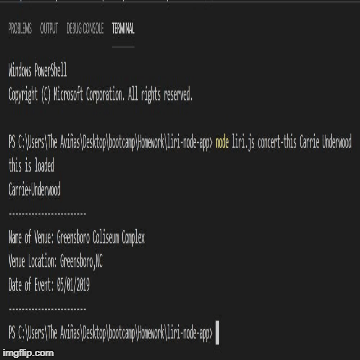 PROBLEMS OUTPUT DEBUG CONSOLE TERMINAL
Windows PowerShell
Copyright (C) Microsoft Corporation. All rights reserved.
PS C:\Users\The Aviñas\Desktop\bootcamp\Homework\liri-node-app> node liri.js concert-this Carrie Underwood
this is loaded
Carrie+Underwood
------------------------
Name of Venue: Greensboro Coliseum Complex
Venue Location: Greensboro,NC
Date of Event: 05/01/2019
------------------------
PS C:\Users\The Aviñas\Desktop\bootcamp\Homework\liri-node-app>
imgflip.com